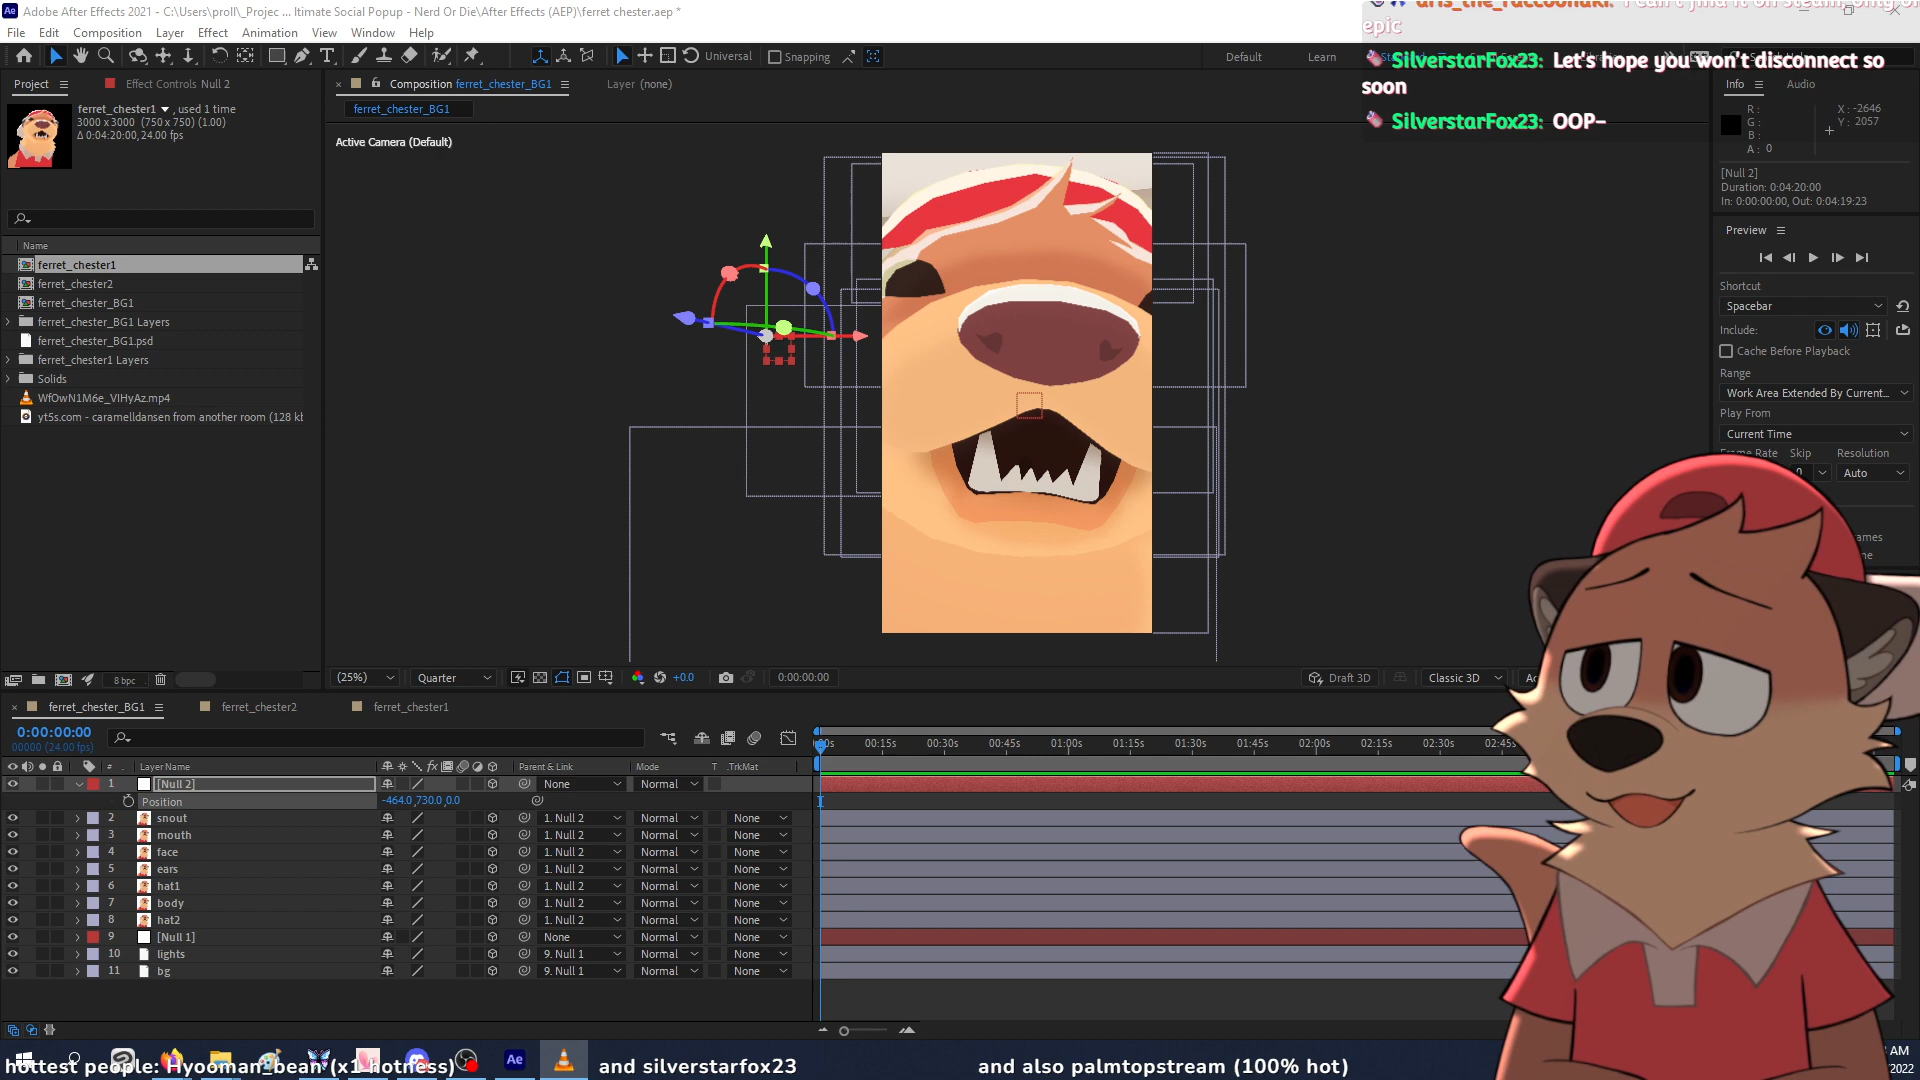 Adobe After Effects 2021 - C:\Users\proll\_Projec ... ltimate Social Popup - Nerd Or Die\After Effects (AEP)\ferret chester.aep *
File Edit Composition Layer Effect Animation View Window Help
Universal
Snapping
Default
Learn
epic
SilverstarFox23: Let's hope you won't disconnect so
soon
SilverstarFox23: OOP-
Project
Effect Controls Null 2
Composition ferret_chester_BG1
Layer (none)
ferret_chester_BG1
Active Camera (Default)
ferret_chester1 , used 1 time
3000 x 3000 (750 x 750) (1.00)
Δ 0:04:20:00, 24.00 fps
Name
ferret_chester1
ferret_chester2
ferret_chester_BG1
ferret_chester_BG1 Layers
ferret_chester_BG1.psd
ferret_chester1 Layers
Solids
WfOwN1M6e_VlHyAz.mp4
yt5s.com - caramelldansen from another room (128 kb
8 bpc
(25%)
Quarter
+0.0
0:00:00:00
Draft 3D
Classic 3D
Info
Audio
R :
G :
B :
A : 0
X : -2646
Y : 2057
[Null 2]
Duration: 0:04:20:00
In: 0:00:00:00, Out: 0:04:19:23
Preview
Shortcut
Spacebar
Include:
Cache Before Playback
Range
Work Area Extended By Current...
Play From
Current Time
Frame Rate Skip Resolution
Auto
ferret_chester_BG1
ferret_chester2
ferret_chester1
0:00:00:00
00000 (24.00 fps)
00:15s 00:30s 00:45s 01:00s 01:15s 01:30s 01:45s 02:00s 02:15s 02:30s 02:45s
# Layer Name Parent & Link Mode T .TrkMat
1 [Null 2] None Normal
Position -464.0,730.0,0.0
2 snout 1. Null 2 Normal None
3 mouth 1. Null 2 Normal None
4 face 1. Null 2 Normal None
5 ears 1. Null 2 Normal None
6 hat1 1. Null 2 Normal None
7 body 1. Null 2 Normal None
8 hat2 1. Null 2 Normal None
9 [Null 1] None Normal None
10 lights 9. Null 1 Normal None
11 bg 9. Null 1 Normal None
hottest people: Hyooman_bean (x1 hotness) and silverstarfox23 and also palmtopstream (100% hot)
AM
2022